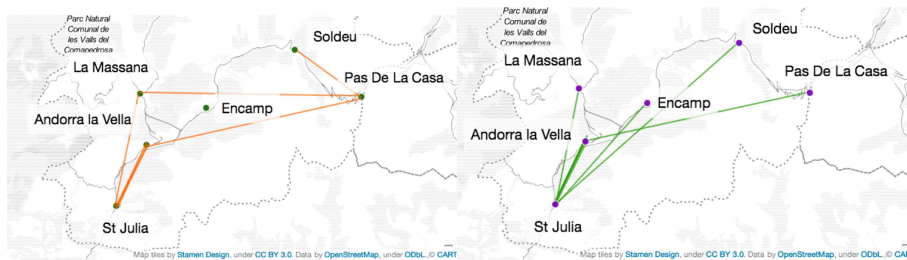 Parc Natural
Comunal de
les Valls del
Comapedrosa
Soldeu
La Massana
Pas De La Casa
Encamp
Andorra la Vella
St Julia
Map tiles by Stamen Design, under CC BY 3.0. Data by OpenStreetMap, under ODbL.,© CART
Parc Natural
Comunal de
les Valls del
Comapedrosa
Soldeu
La Massana
Pas De La Casa
Encamp
Andorra la Vella
St Julia
Map tiles by Stamen Design, under CC BY 3.0. Data by OpenStreetMap, under ODbL.,© CAR